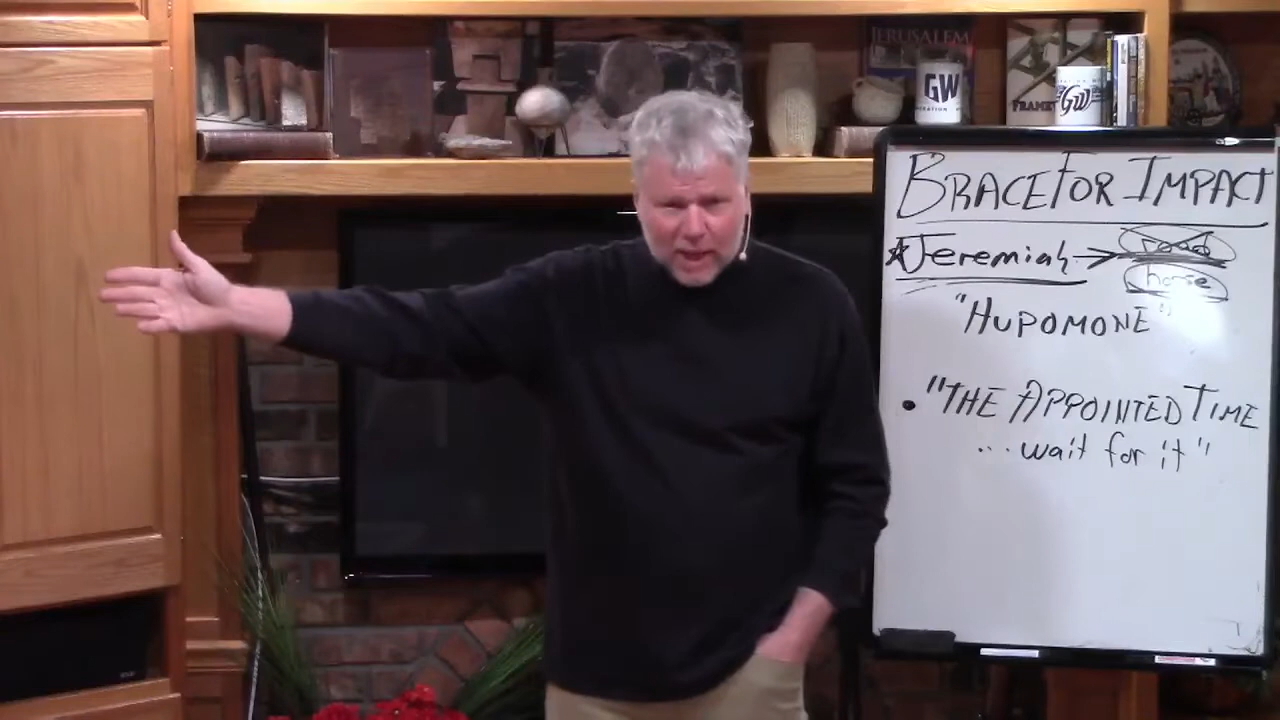 JERUSALEM
GW
GW
BRACE FOR IMPACT
Jeremiah → road
horse
"HUPOMONE"
• "THE APPOINTED TIME
... wait for it"